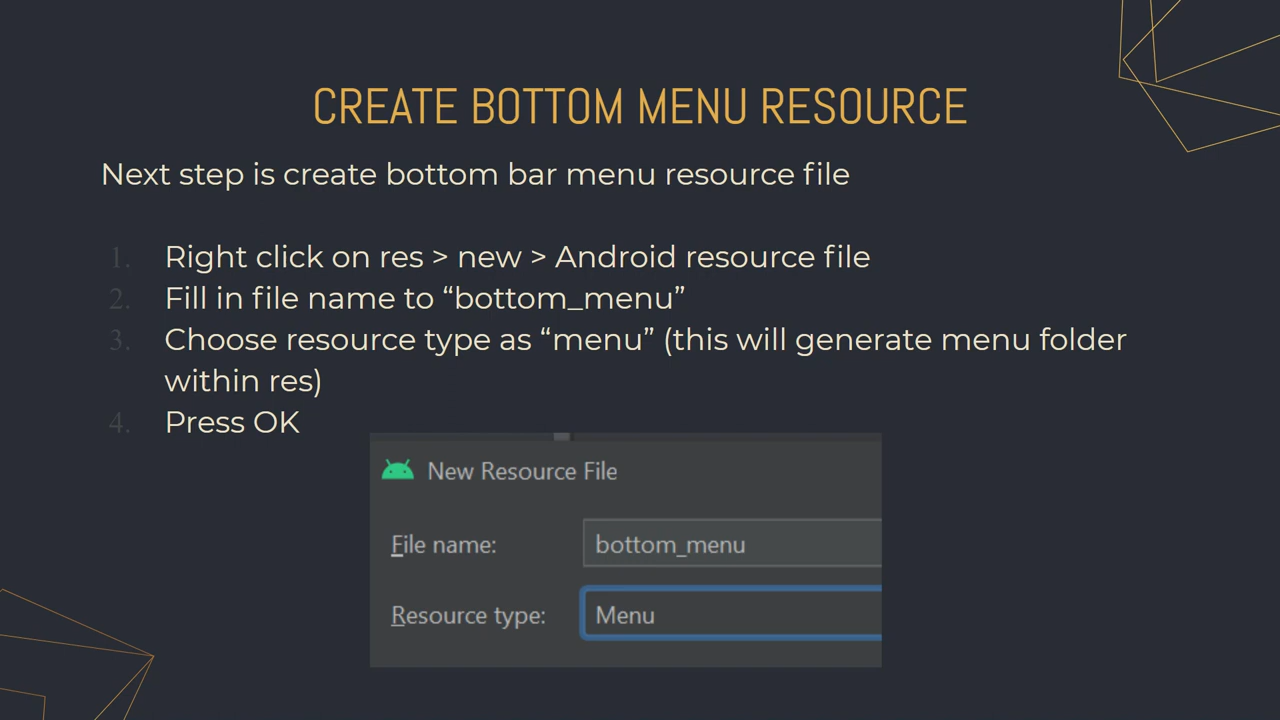 CREATE BOTTOM MENU RESOURCE
Next step is create bottom bar menu resource file
1. Right click on res > new > Android resource file
2. Fill in file name to “bottom_menu”
3. Choose resource type as “menu” (this will generate menu folder
within res)
4. Press OK
New Resource File
File name: bottom_menu
Resource type: Menu